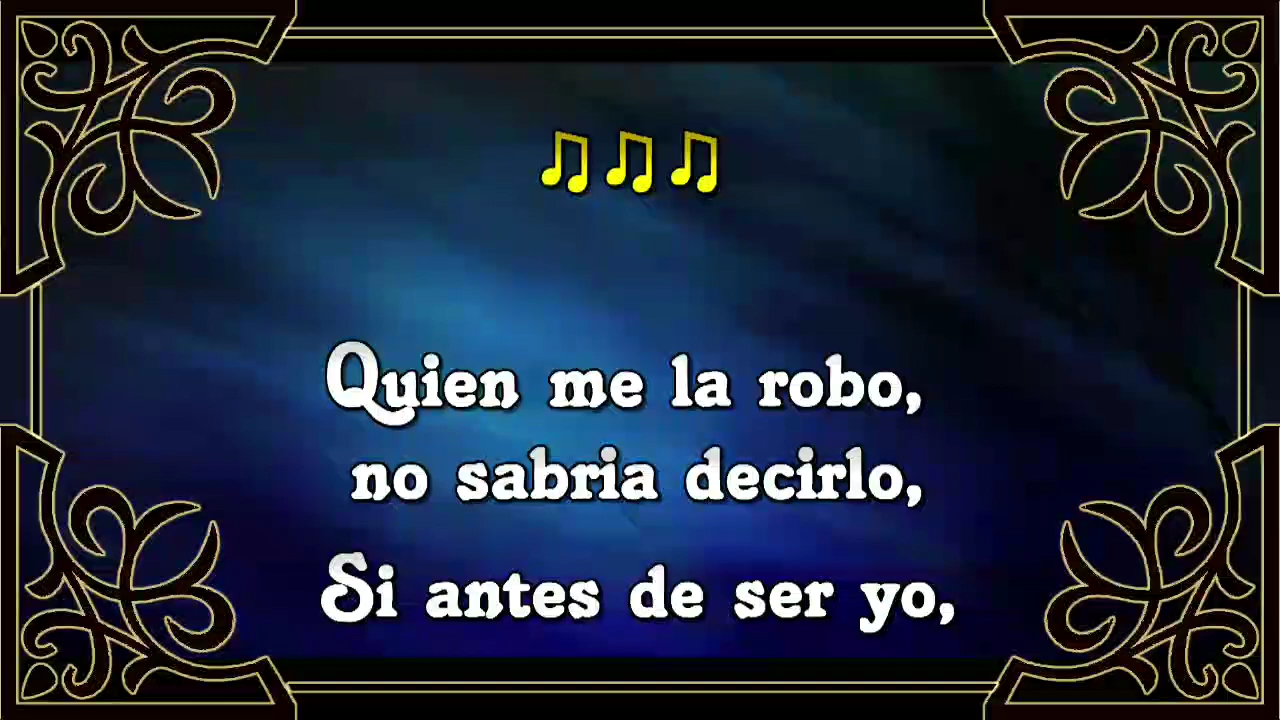 Quien me la robo,
no sabria decirlo,
Si antes de ser yo,